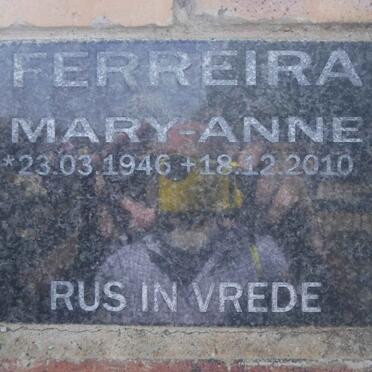 FERREIRA
MARY-ANNE
*23.03.1946 +18.12.2010
RUS IN VREDE